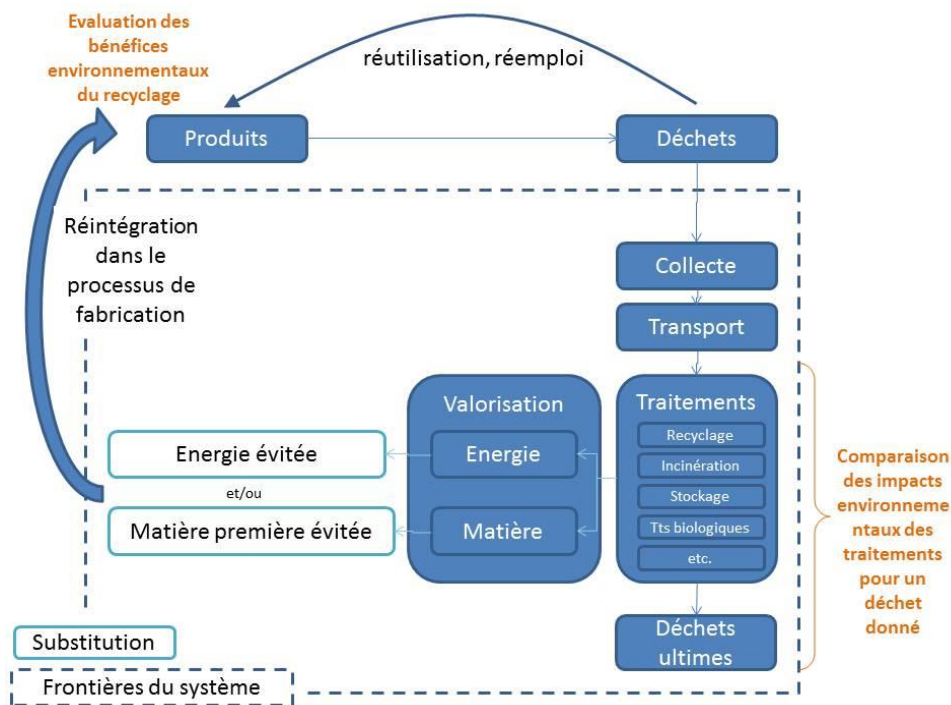 Evaluation des
bénéfices
environnementaux
du recyclage
réutilisation, réemploi
Produits
Déchets
Réintégration
dans le
processus de
fabrication
Collecte
Transport
Valorisation
Energie
Matière
Traitements
Recyclage
Incinération
Stockage
Tts biologiques
etc.
Energie évitée
et/ou
Matière première évitée
Comparaison
des impacts
environneme
ntaux des
traitements
pour un
déchet
donné
Déchets
ultimes
Substitution
Frontières du système